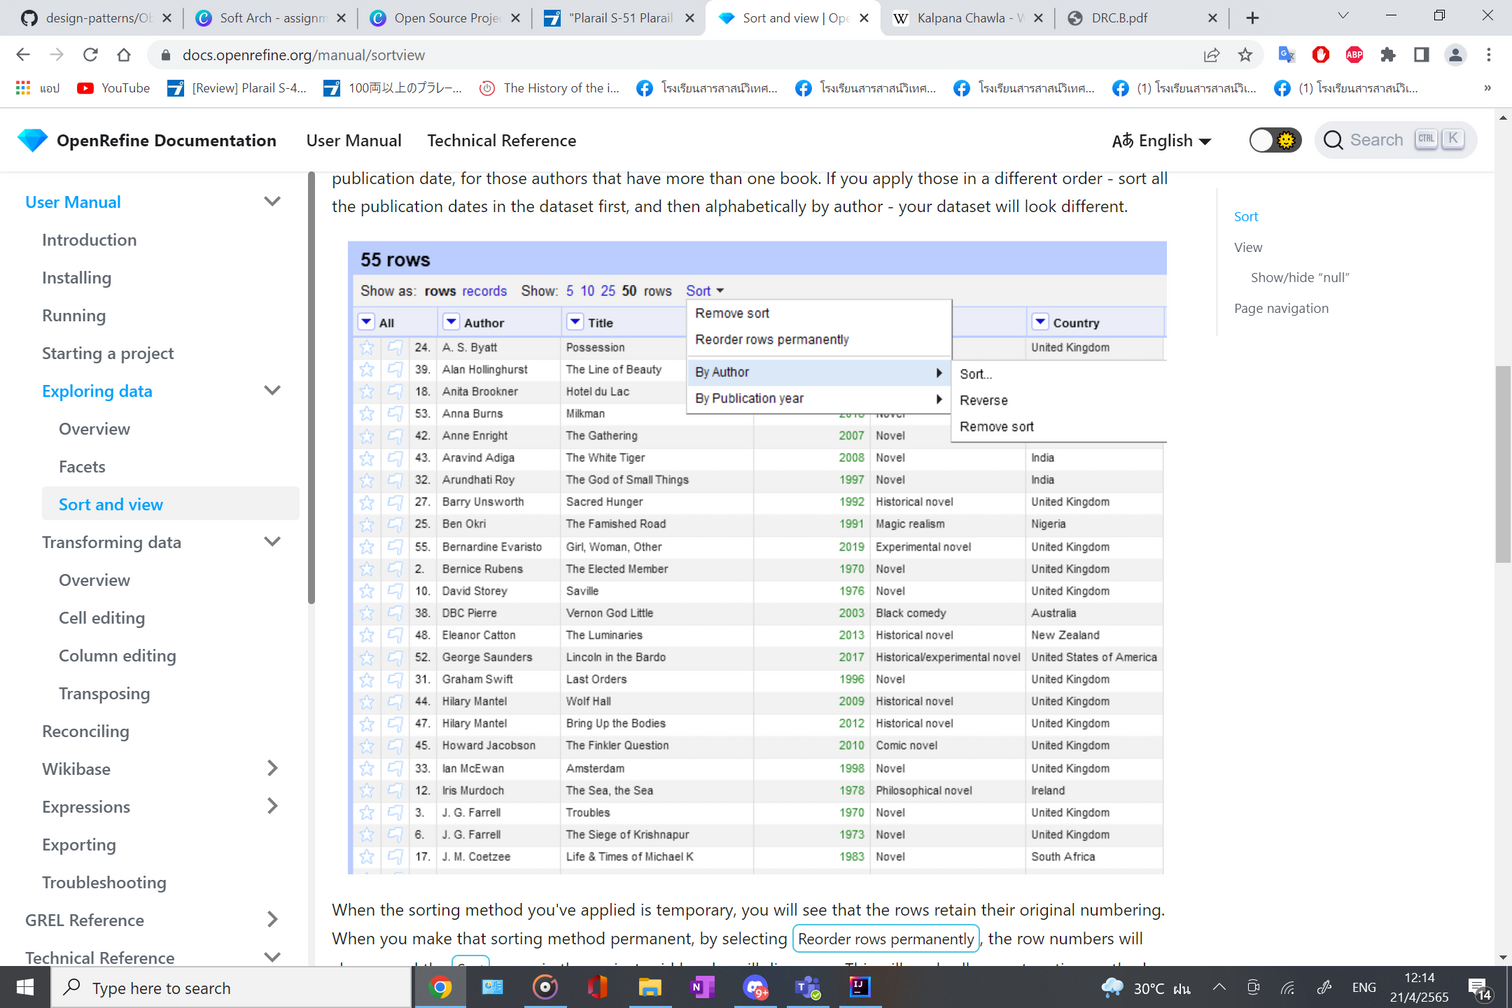 design-patterns/Ob
Soft Arch - assignm
Open Source Projec
"Plarail S-51 Plarail
Sort and view | Ope
Kalpana Chawla - W
DRC.B.pdf
docs.openrefine.org/manual/sortview
แอป
YouTube
[Review] Plarail S-4...
100両以上のプラレー...
The History of the i...
โรงเรียนสารสาสน์วิเทศ...
โรงเรียนสารสาสน์วิเทศ...
โรงเรียนสารสาสน์วิเทศ...
(1) โรงเรียนสารสาสน์วิเ...
(1) โรงเรียนสารสาสน์วิเ...
OpenRefine Documentation
User Manual
Technical Reference
English
Search
CTRL
K
User Manual
Introduction
Installing
Running
Starting a project
Exploring data
Overview
Facets
Sort and view
Transforming data
Overview
Cell editing
Column editing
Transposing
Reconciling
Wikibase
Expressions
Exporting
Troubleshooting
GREL Reference
Technical Reference
publication date, for those authors that have more than one book. If you apply those in a different order - sort all
the publication dates in the dataset first, and then alphabetically by author - your dataset will look different.
55 rows
Show as: rows records Show: 5 10 25 50 rows Sort
All Author Title Country
Remove sort
Reorder rows permanently
By Author
By Publication year
Sort...
Reverse
Remove sort
24. A. S. Byatt Possession United Kingdom
39. Alan Hollinghurst The Line of Beauty
18. Anita Brookner Hotel du Lac
53. Anna Burns Milkman
42. Anne Enright The Gathering 2007 Novel
43. Aravind Adiga The White Tiger 2008 Novel India
32. Arundhati Roy The God of Small Things 1997 Novel India
27. Barry Unsworth Sacred Hunger 1992 Historical novel United Kingdom
25. Ben Okri The Famished Road 1991 Magic realism Nigeria
55. Bernardine Evaristo Girl, Woman, Other 2019 Experimental novel United Kingdom
2. Bernice Rubens The Elected Member 1970 Novel United Kingdom
10. David Storey Saville 1976 Novel United Kingdom
38. DBC Pierre Vernon God Little 2003 Black comedy Australia
48. Eleanor Catton The Luminaries 2013 Historical novel New Zealand
52. George Saunders Lincoln in the Bardo 2017 Historical/experimental novel United States of America
31. Graham Swift Last Orders 1996 Novel United Kingdom
44. Hilary Mantel Wolf Hall 2009 Historical novel United Kingdom
47. Hilary Mantel Bring Up the Bodies 2012 Historical novel United Kingdom
45. Howard Jacobson The Finkler Question 2010 Comic novel United Kingdom
33. Ian McEwan Amsterdam 1998 Novel United Kingdom
12. Iris Murdoch The Sea, the Sea 1978 Philosophical novel Ireland
3. J. G. Farrell Troubles 1970 Novel United Kingdom
6. J. G. Farrell The Siege of Krishnapur 1973 Novel United Kingdom
17. J. M. Coetzee Life & Times of Michael K 1983 Novel South Africa
When the sorting method you've applied is temporary, you will see that the rows retain their original numbering.
When you make that sorting method permanent, by selecting Reorder rows permanently , the row numbers will
Sort
View
Show/hide "null"
Page navigation
Type here to search
9+
30°C ฝน
ENG
12:14
21/4/2565
14